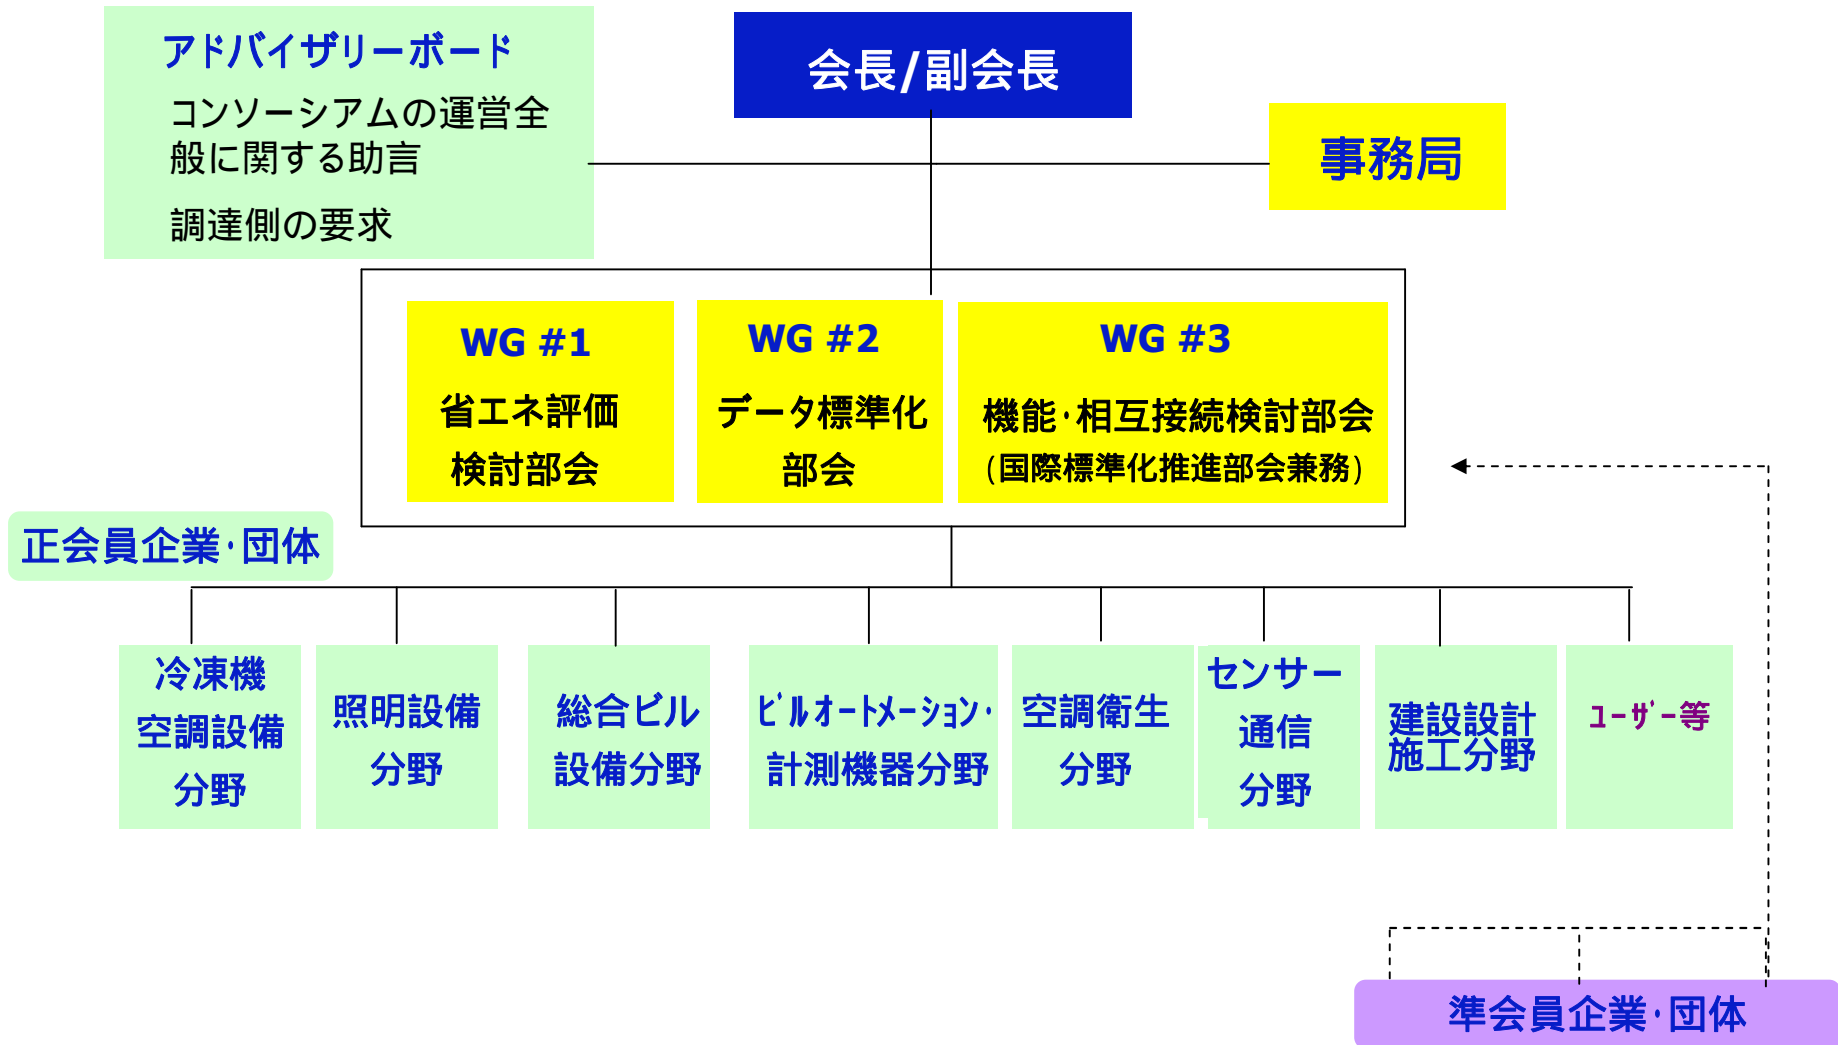 アドバイザリーボード
コンソーシアムの運営全
般に関する助言
調達側の要求
会長/副会長
事務局
WG #1
省エネ評価
検討部会
WG #2
データ標準化
部会
WG #3
機能・相互接続検討部会
(国際標準化推進部会兼務)
正会員企業・団体
冷凍機
空調設備
分野
照明設備
分野
総合ビル
設備分野
ﾋﾞﾙｵｰﾄﾒｰｼｮﾝ・
計測機器分野
空調衛生
分野
センサー
通信
分野
建設設計
施工分野
ﾕｰｻﾞｰ等
準会員企業・団体